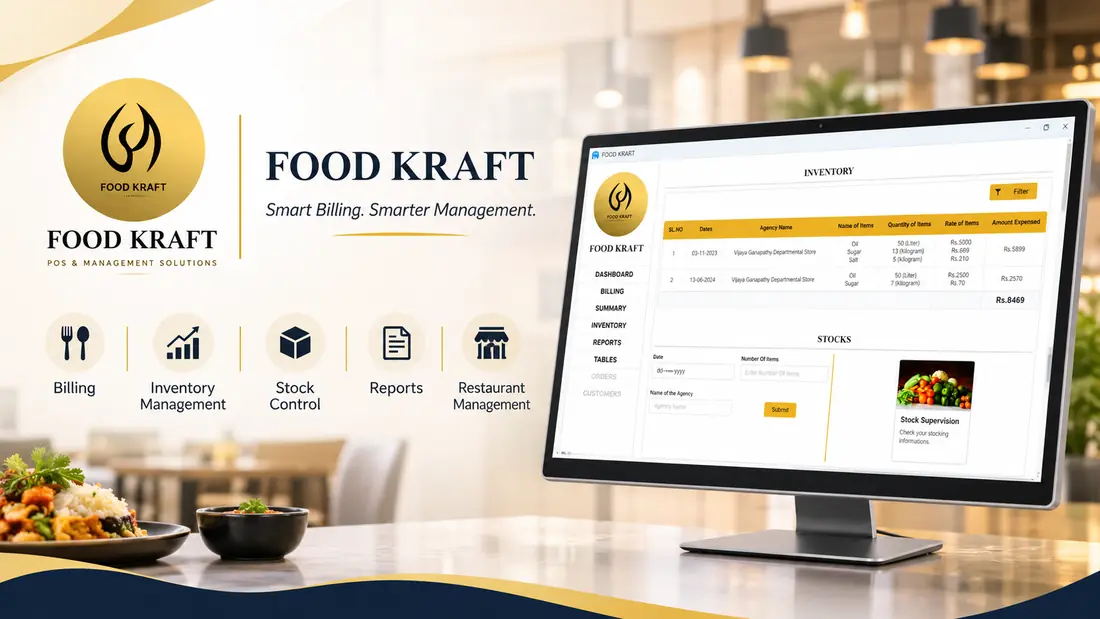 FOOD KRAFT
FOOD KRAFT
POS & MANAGEMENT SOLUTIONS
FOOD KRAFT
Smart Billing. Smarter Management.
Billing
Inventory
Management
Stock
Control
Reports
Restaurant
Management
FOOD KRAFT
FOOD KRAFT
FOOD KRAFT
DASHBOARD
BILLING
SUMMARY
INVENTORY
REPORTS
TABLES
ORDERS
CUSTOMERS
INVENTORY
Filter
SL.NO Dates Agency Name Name of Items Quantity of Items Rate of Items Amount Expensed
1 03-11-2023 Vijaya Ganapathy Departmental Store Oil 50 (Liter) Rs.5000 Rs.5899
Sugar 13 (Kilogram) Rs.689
Salt 5 (Kilogram) Rs.210
2 13-06-2024 Vijaya Ganapathy Departmental Store Oil 50 (Liter) Rs.2500 Rs.2570
Sugar 7 (Kilogram) Rs.70
Rs.8469
STOCKS
Date
Number Of Items
Enter Number Of Items
Name of the Agency
Agency Name
Submit
Stock Supervision
Check your stocking
informations.